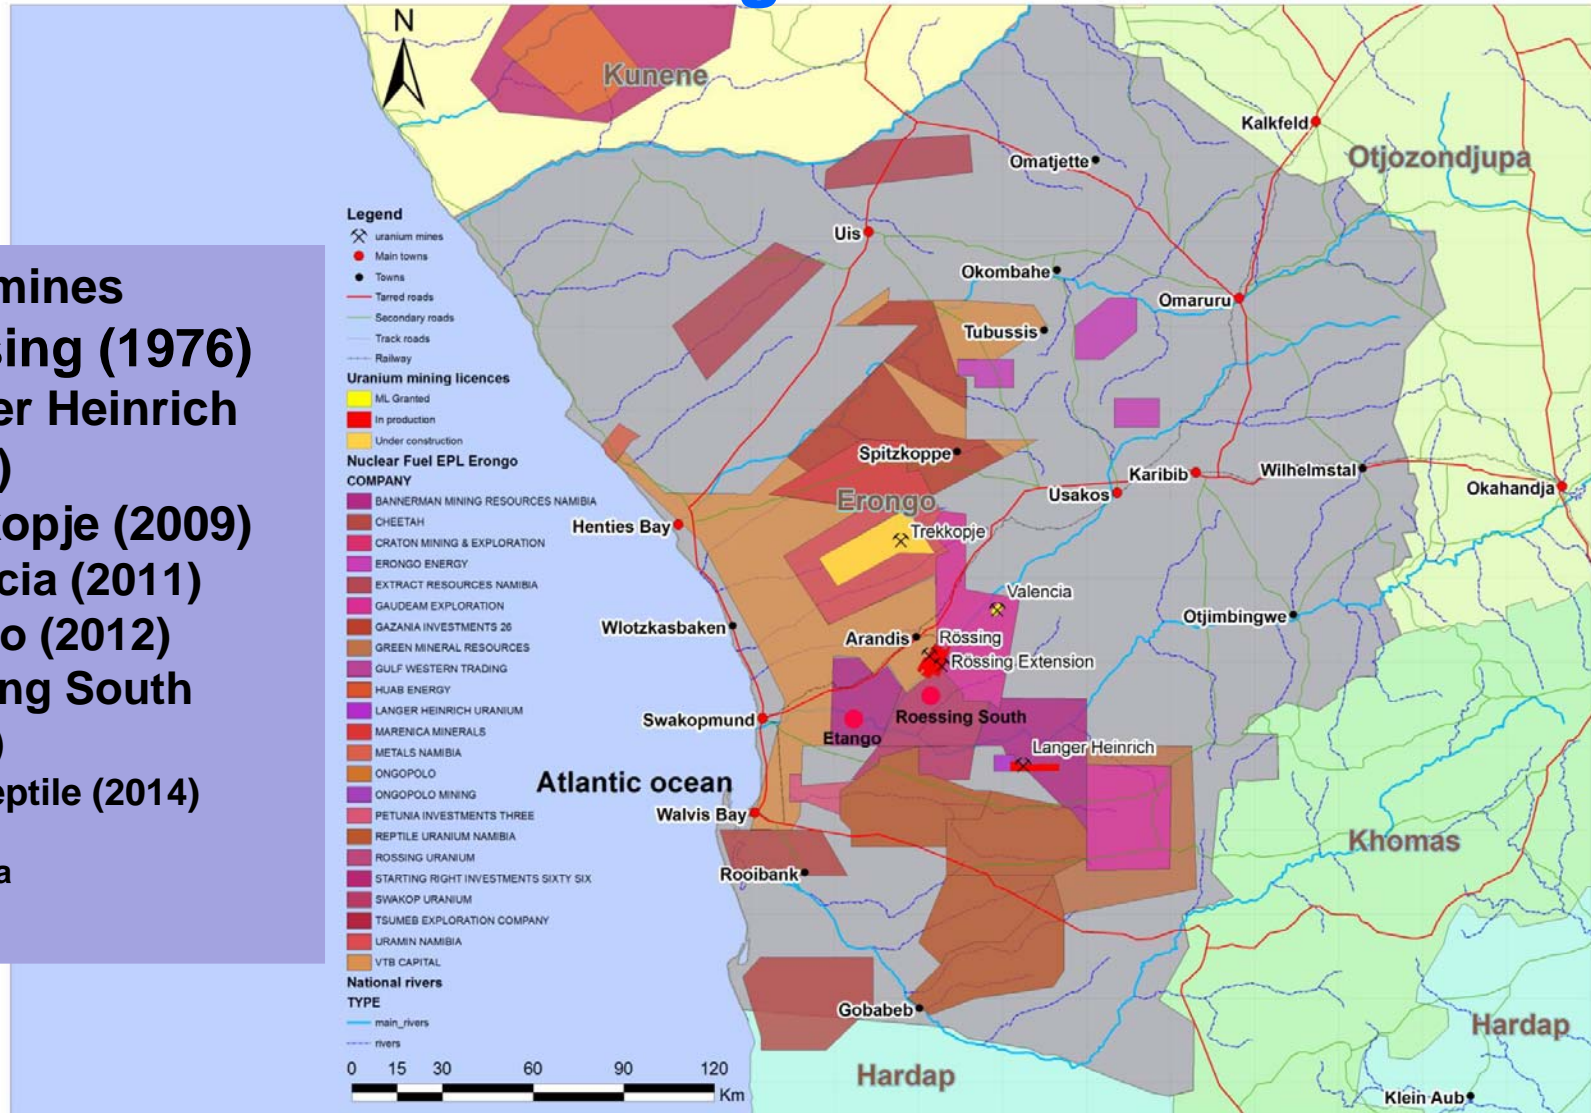 g
mines
sing (1976)
er Heinrich
)
kopje (2009)
cia (2011)
o (2012)
ng South
)
eptile (2014)
a
N
Kunene
Kalkfeld
Otjozondjupa
Omatjette
Uis
Okombahe
Omaruru
Tubussis
Spitzkoppe
Erongo
Karibib
Wilhelmstal
Usakos
Okahandja
Henties Bay
Trekkopje
Valencia
Otjimbingwe
Wlotzkasbaken
Arandis
Rössing
Rössing Extension
Swakopmund
Roessing South
Etango
Langer Heinrich
Atlantic ocean
Walvis Bay
Khomas
Rooibank
Gobabeb
Hardap
Hardap
Klein Aub
Legend
uranium mines
Main towns
Towns
Tarred roads
Secondary roads
Track roads
Railway
Uranium mining licences
ML Granted
In production
Under construction
Nuclear Fuel EPL Erongo
COMPANY
BANNERMAN MINING RESOURCES NAMIBIA
CHEETAH
CRATON MINING & EXPLORATION
ERONGO ENERGY
EXTRACT RESOURCES NAMIBIA
GAUDEAM EXPLORATION
GAZANIA INVESTMENTS 26
GREEN MINERAL RESOURCES
GULF WESTERN TRADING
HUAB ENERGY
LANGER HEINRICH URANIUM
MARENICA MINERALS
METALS NAMIBIA
ONGOPOLO
ONGOPOLO MINING
PETUNIA INVESTMENTS THREE
REPTILE URANIUM NAMIBIA
ROSSING URANIUM
STARTING RIGHT INVESTMENTS SIXTY SIX
SWAKOP URANIUM
TSUMEB EXPLORATION COMPANY
URAMIN NAMIBIA
VTB CAPITAL
National rivers
TYPE
main_rivers
rivers
0 15 30 60 90 120
Km